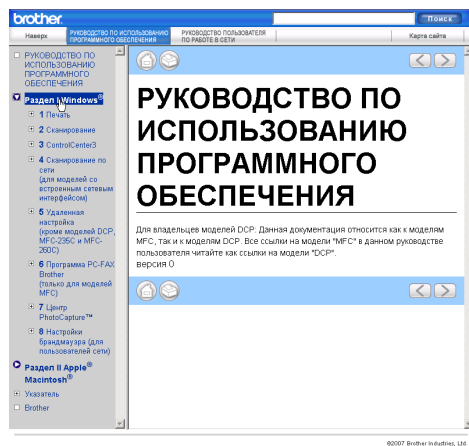 brother.
Поиск
Наверх
РУКОВОДСТВО ПО ИСПОЛЬЗОВАНИЮ
ПРОГРАММНОГО ОБЕСПЕЧЕНИЯ
РУКОВОДСТВО ПОЛЬЗОВАТЕЛЯ
ПО РАБОТЕ В СЕТИ
Карта сайта
РУКОВОДСТВО ПО
ИСПОЛЬЗОВАНИЮ
ПРОГРАММНОГО
ОБЕСПЕЧЕНИЯ
Раздел I Windows®
1 Печать
2 Сканирование
3 ControlCenter3
4 Сканирование по
сети
(для моделей со
встроенным сетевым
интерфейсом)
5 Удаленная
настройка
(кроме моделей DCP,
MFC-235C и MFC-
260C)
6 Программа PC-FAX
Brother
(только для моделей
MFC)
7 Центр
PhotoCapture™
8 Настройки
брандмауэра (для
пользователей сети)
Раздел II Apple®
Macintosh®
Указатель
Brother
РУКОВОДСТВО ПО
ИСПОЛЬЗОВАНИЮ
ПРОГРАММНОГО
ОБЕСПЕЧЕНИЯ
Для владельцев моделей DCP: Данная документация относится как к моделям
MFC, так и к моделям DCP. Все ссылки на модели "MFC" в данном руководстве
пользователя читайте как ссылки на модели "DCP".
версия 0
©2007 Brother Industries, Ltd.